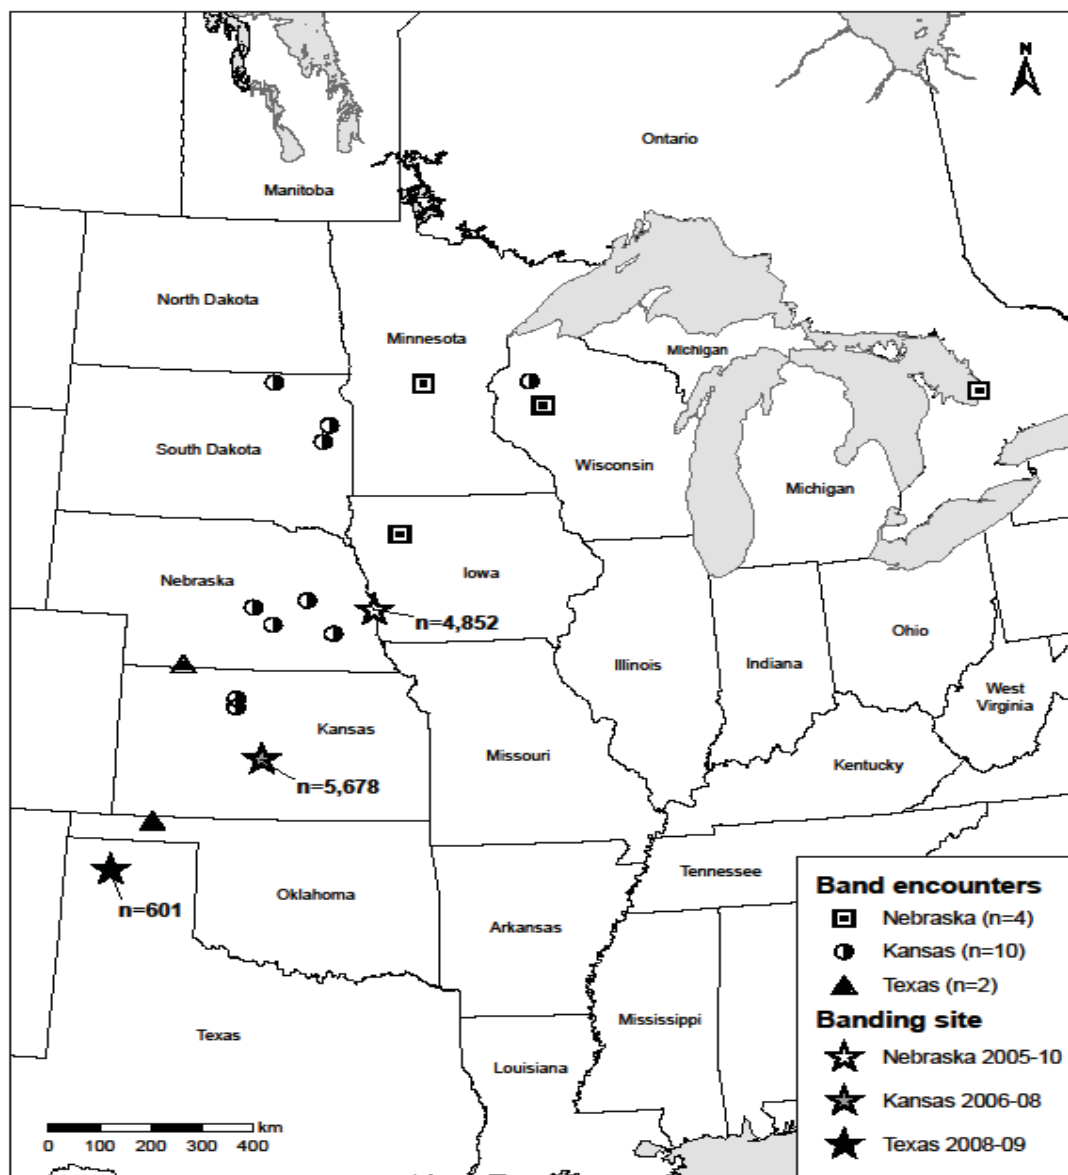 N
Ontario
Manitoba
North Dakota
Minnesota
Michigan
South Dakota
Wisconsin
Michigan
Nebraska
Iowa
n=4,852
Ohio
Illinois
Indiana
West
Virginia
Kansas
Missouri
Kentucky
n=5,678
Tennessee
Oklahoma
n=601
Arkansas
Mississippi
Texas
Louisiana
Band encounters
Nebraska (n=4)
Kansas (n=10)
Texas (n=2)
Banding site
Nebraska 2005-10
Kansas 2006-08
Texas 2008-09
km
0 100 200 300 400